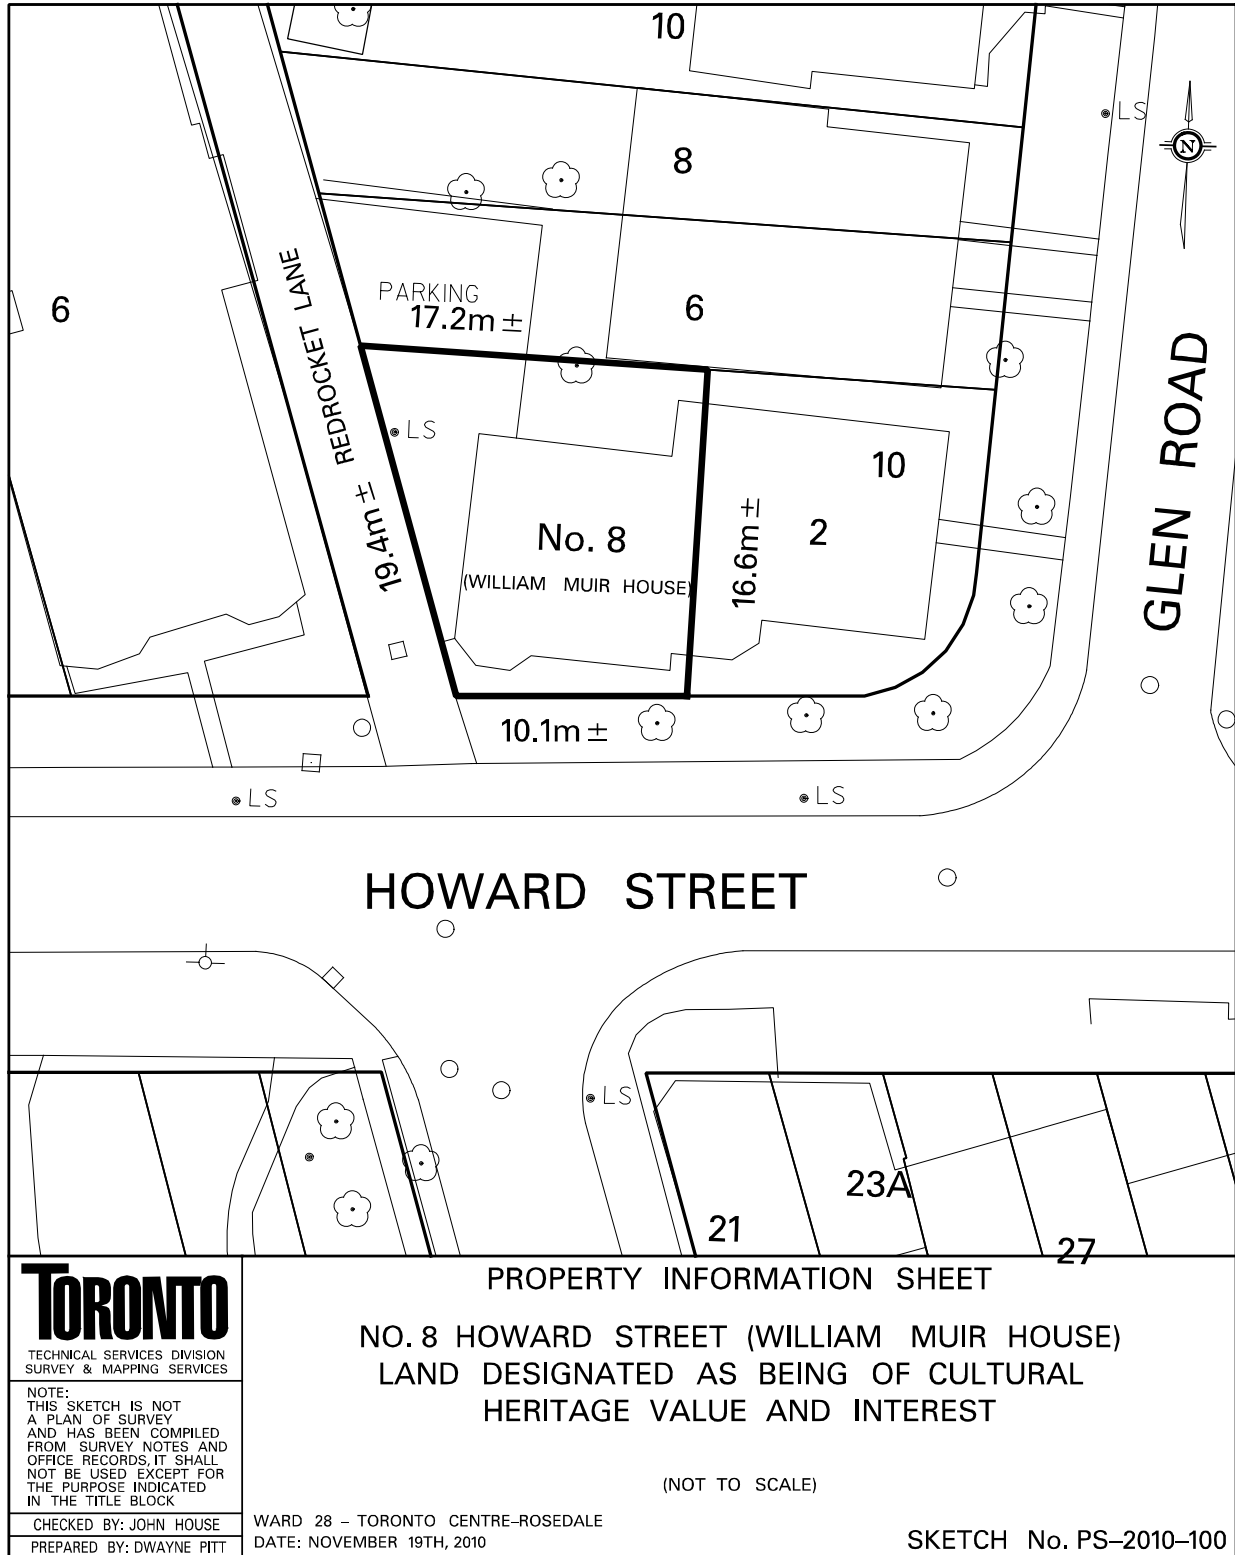 10
LS
N
8
REDROCKET LANE
PARKING
17.2m ±
6
6
GLEN ROAD
LS
10
19.4m ±
No. 8
(WILLIAM MUIR HOUSE)
16.6m ±
2
10.1m ±
LS
LS
HOWARD STREET
LS
23A
21
27
TORONTO
TECHNICAL SERVICES DIVISION
SURVEY & MAPPING SERVICES
NOTE:
THIS SKETCH IS NOT
A PLAN OF SURVEY
AND HAS BEEN COMPILED
FROM SURVEY NOTES AND
OFFICE RECORDS, IT SHALL
NOT BE USED EXCEPT FOR
THE PURPOSE INDICATED
IN THE TITLE BLOCK
CHECKED BY: JOHN HOUSE
PREPARED BY: DWAYNE PITT
PROPERTY INFORMATION SHEET
NO. 8 HOWARD STREET (WILLIAM MUIR HOUSE)
LAND DESIGNATED AS BEING OF CULTURAL
HERITAGE VALUE AND INTEREST
(NOT TO SCALE)
WARD 28 – TORONTO CENTRE–ROSEDALE
DATE: NOVEMBER 19TH, 2010
SKETCH No. PS–2010–100